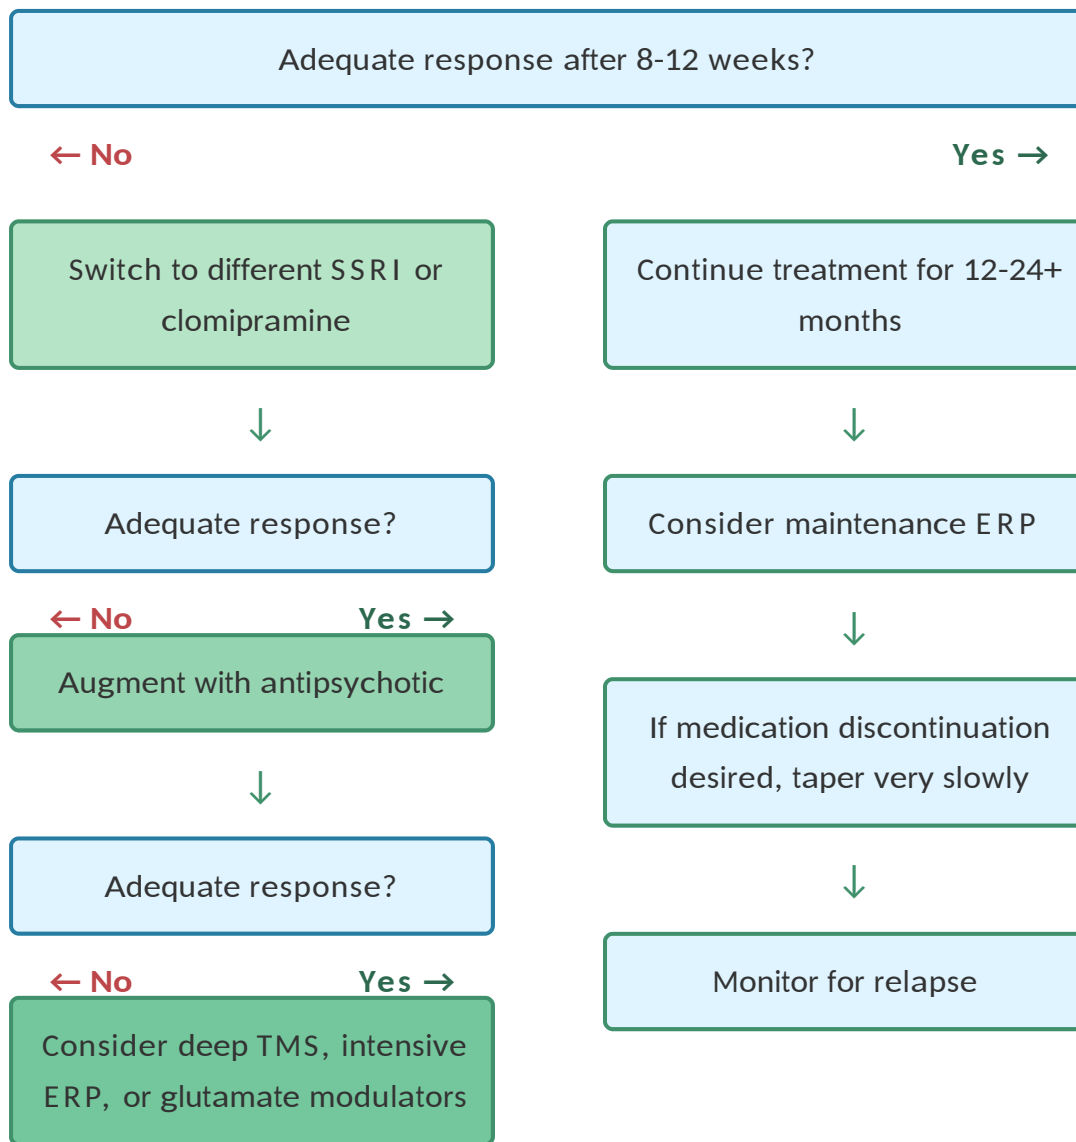 Adequate response after 8-12 weeks?
← No
Yes →
Switch to different SSRI or
clomipramine
↓
Adequate response?
← No
Yes →
Augment with antipsychotic
↓
Adequate response?
← No
Yes →
Consider deep TMS, intensive
ERP, or glutamate modulators
Continue treatment for 12-24+
months
↓
Consider maintenance ERP
↓
If medication discontinuation
desired, taper very slowly
↓
Monitor for relapse